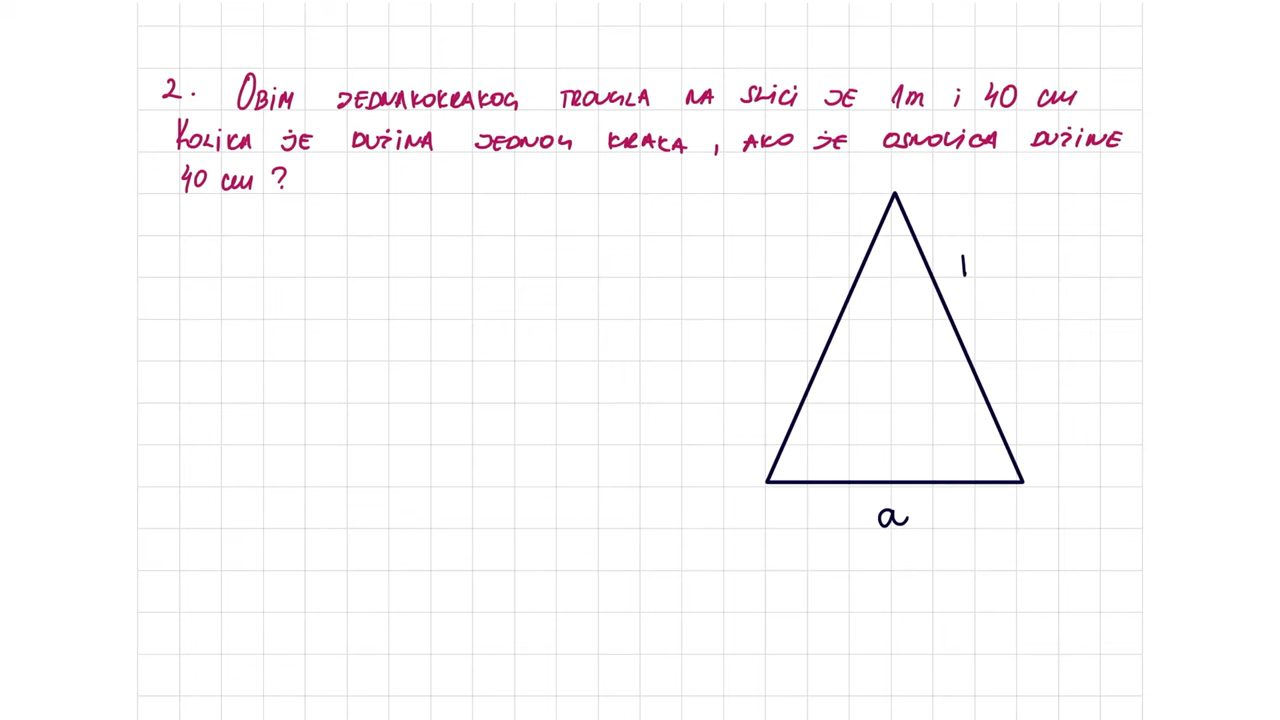 2. OBIM JEDNAKOKRAKOG TROUGLA NA SLICI JE 1m i 40 cm
KOLIKA JE DUŽINA JEDNOG KRAKA, AKO JE OSNOVICA DUŽINE
40 cm ?
a